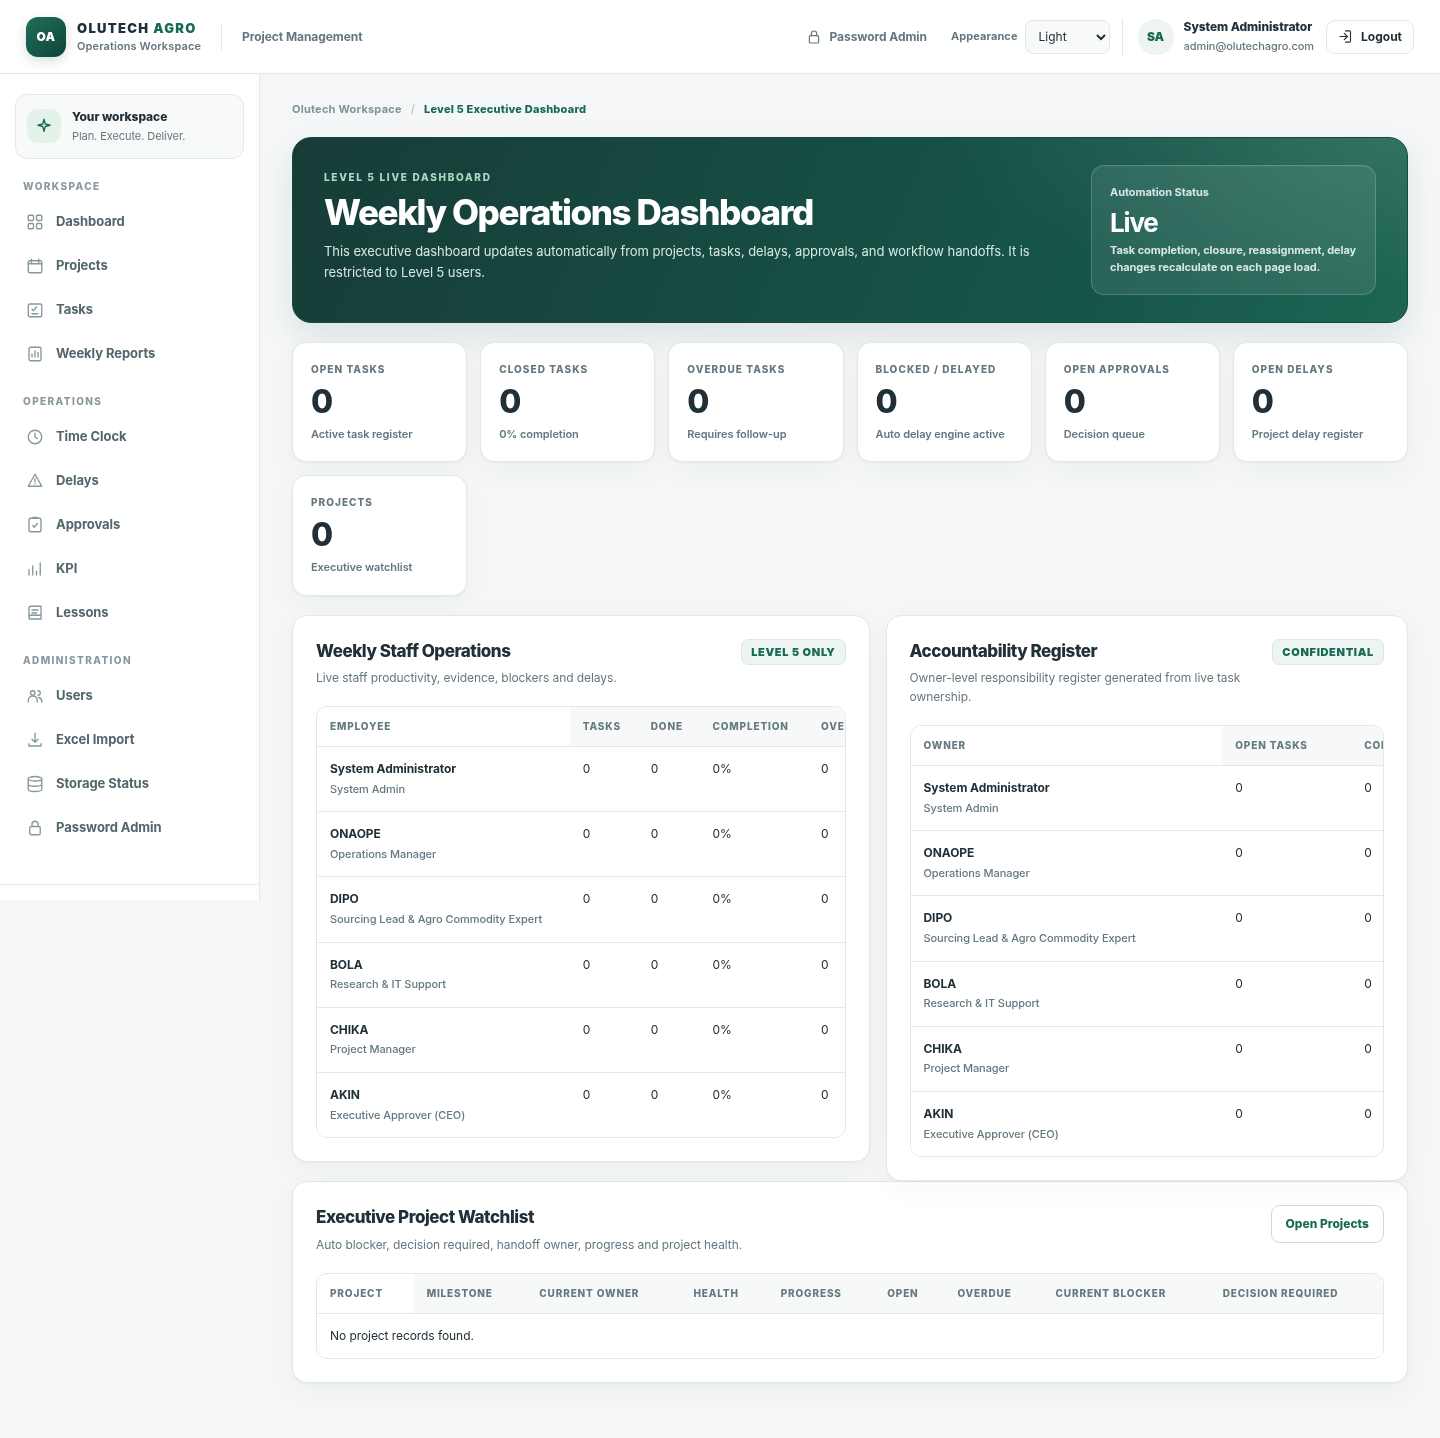 OA
OLUTECH AGRO
Operations Workspace
Project Management
Password Admin
Appearance
Light
SA
System Administrator
admin@olutechagro.com
Logout
Your workspace
Plan. Execute. Deliver.
WORKSPACE
Dashboard
Projects
Tasks
Weekly Reports
OPERATIONS
Time Clock
Delays
Approvals
KPI
Lessons
ADMINISTRATION
Users
Excel Import
Storage Status
Password Admin
Olutech Workspace / Level 5 Executive Dashboard
LEVEL 5 LIVE DASHBOARD
Weekly Operations Dashboard
This executive dashboard updates automatically from projects, tasks, delays, approvals, and workflow handoffs. It is
restricted to Level 5 users.
Automation Status
Live
Task completion, closure, reassignment, delay
changes recalculate on each page load.
OPEN TASKS
0
Active task register
CLOSED TASKS
0
0% completion
OVERDUE TASKS
0
Requires follow-up
BLOCKED / DELAYED
0
Auto delay engine active
OPEN APPROVALS
0
Decision queue
OPEN DELAYS
0
Project delay register
PROJECTS
0
Executive watchlist
Weekly Staff Operations
LEVEL 5 ONLY
Live staff productivity, evidence, blockers and delays.
EMPLOYEE TASKS DONE COMPLETION OVE
System Administrator 0 0 0% 0
System Admin
ONAOPE 0 0 0% 0
Operations Manager
DIPO 0 0 0% 0
Sourcing Lead & Agro Commodity Expert
BOLA 0 0 0% 0
Research & IT Support
CHIKA 0 0 0% 0
Project Manager
AKIN 0 0 0% 0
Executive Approver (CEO)
Accountability Register
CONFIDENTIAL
Owner-level responsibility register generated from live task
ownership.
OWNER OPEN TASKS
System Administrator 0 0
System Admin
ONAOPE 0 0
Operations Manager
DIPO 0 0
Sourcing Lead & Agro Commodity Expert
BOLA 0 0
Research & IT Support
CHIKA 0 0
Project Manager
AKIN 0 0
Executive Approver (CEO)
Executive Project Watchlist
Open Projects
Auto blocker, decision required, handoff owner, progress and project health.
PROJECT MILESTONE CURRENT OWNER HEALTH PROGRESS OPEN OVERDUE CURRENT BLOCKER DECISION REQUIRED
No project records found.